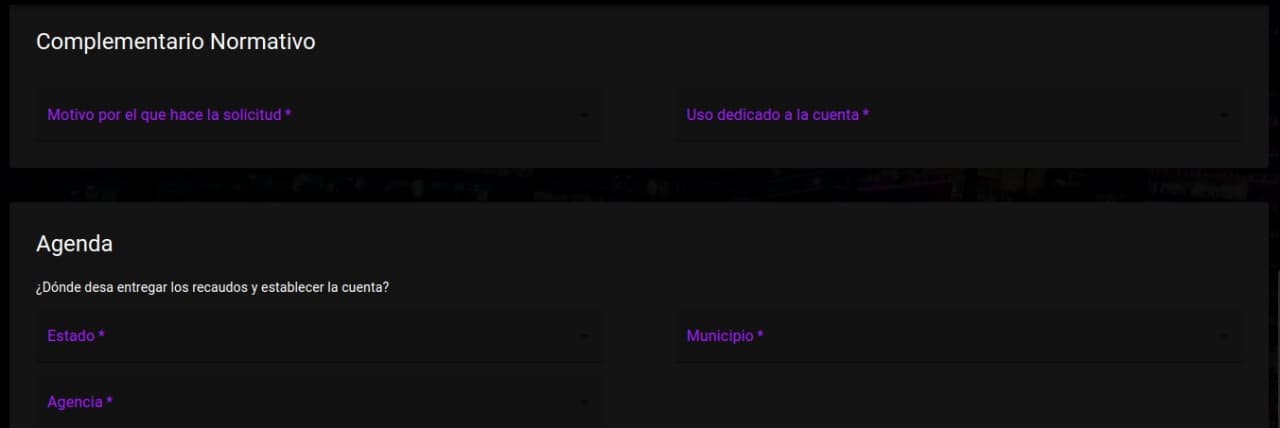 Complementario Normativo
Motivo por el que hace la solicitud *
Uso dedicado a la cuenta *
Agenda
¿Dónde desa entregar los recaudos y establecer la cuenta?
Estado *
Municipio *
Agencia *